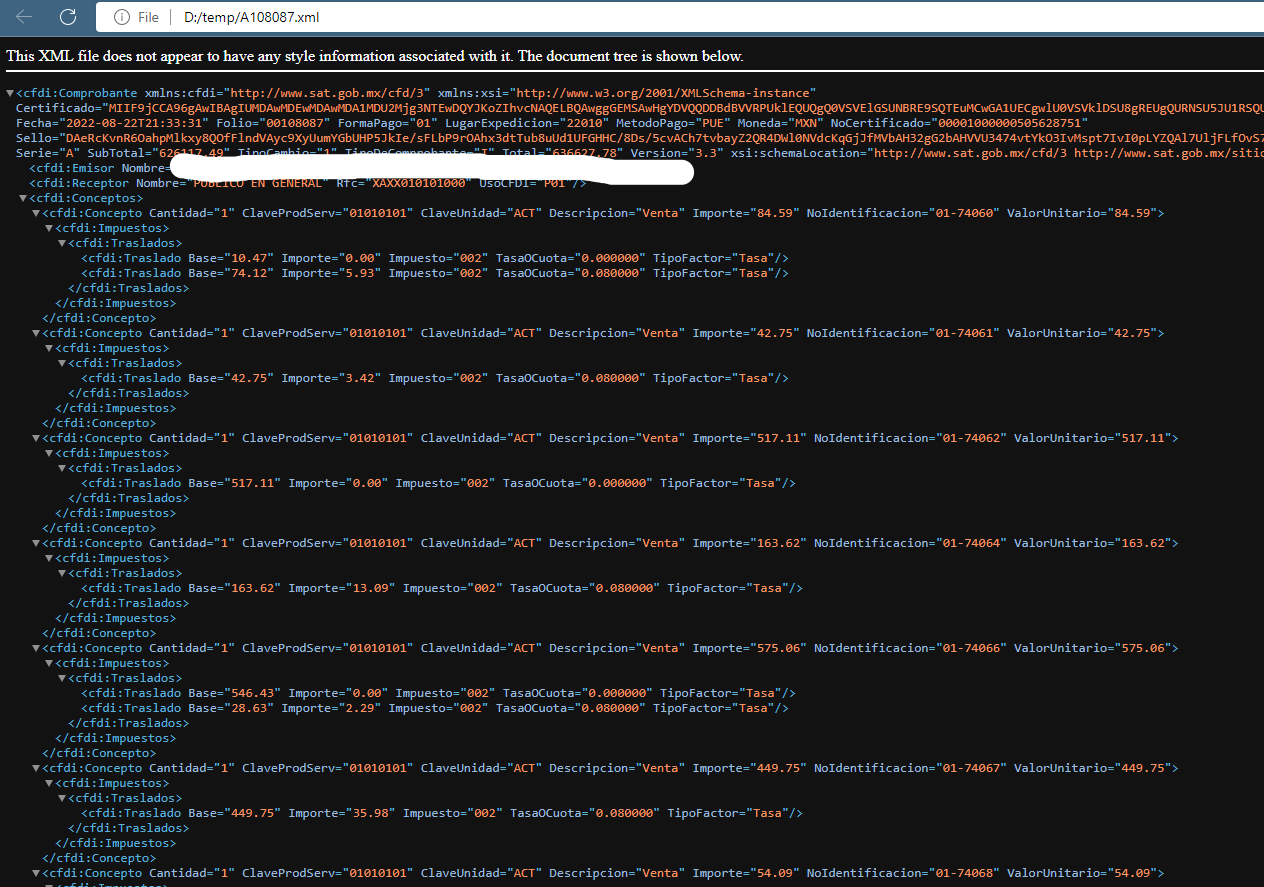 File D:/temp/A108087.xml
This XML file does not appear to have any style information associated with it. The document tree is shown below.
▼<cfdi:Comprobante xmlns:cfdi="http://www.sat.gob.mx/cfd/3" xmlns:xsi="http://www.w3.org/2001/XMLSchema-instance"
Fecha="2022-08-22T21:33:31" Folio="00108087" FormaPago="01" LugarExpedicion="22010" MetodoPago="PUE" Moneda="MXN" NoCertificado="00001000000505628751"
Serie="A" SubTotal="626117.49" TipoCambio="1" TipoDeComprobante="I" Total="636627.78" Version="3.3" xsi:schemaLocation="http://www.sat.gob.mx/cfd/3
<cfdi:Emisor Nombre=
<cfdi:Receptor Nombre="PUBLICO EN GENERAL" Rfc="XAXX010101000" UsoCFDI="P01"/>
▼<cfdi:Conceptos>
▼<cfdi:Concepto Cantidad="1" ClaveProdServ="01010101" ClaveUnidad="ACT" Descripcion="Venta" Importe="84.59" NoIdentificacion="01-74060" ValorUnitario="84.59">
▼<cfdi:Impuestos>
▼<cfdi:Traslados>
<cfdi:Traslado Base="10.47" Importe="0.00" Impuesto="002" TasaOCuota="0.000000" TipoFactor="Tasa"/>
<cfdi:Traslado Base="74.12" Importe="5.93" Impuesto="002" TasaOCuota="0.080000" TipoFactor="Tasa"/>
</cfdi:Traslados>
</cfdi:Impuestos>
</cfdi:Concepto>
▼<cfdi:Concepto Cantidad="1" ClaveProdServ="01010101" ClaveUnidad="ACT" Descripcion="Venta" Importe="42.75" NoIdentificacion="01-74061" ValorUnitario="42.75">
▼<cfdi:Impuestos>
▼<cfdi:Traslados>
<cfdi:Traslado Base="42.75" Importe="3.42" Impuesto="002" TasaOCuota="0.080000" TipoFactor="Tasa"/>
</cfdi:Traslados>
</cfdi:Impuestos>
</cfdi:Concepto>
▼<cfdi:Concepto Cantidad="1" ClaveProdServ="01010101" ClaveUnidad="ACT" Descripcion="Venta" Importe="517.11" NoIdentificacion="01-74062" ValorUnitario="517.11">
▼<cfdi:Impuestos>
▼<cfdi:Traslados>
<cfdi:Traslado Base="517.11" Importe="0.00" Impuesto="002" TasaOCuota="0.000000" TipoFactor="Tasa"/>
</cfdi:Traslados>
</cfdi:Impuestos>
</cfdi:Concepto>
▼<cfdi:Concepto Cantidad="1" ClaveProdServ="01010101" ClaveUnidad="ACT" Descripcion="Venta" Importe="163.62" NoIdentificacion="01-74064" ValorUnitario="163.62">
▼<cfdi:Impuestos>
▼<cfdi:Traslados>
<cfdi:Traslado Base="163.62" Importe="13.09" Impuesto="002" TasaOCuota="0.080000" TipoFactor="Tasa"/>
</cfdi:Traslados>
</cfdi:Impuestos>
</cfdi:Concepto>
▼<cfdi:Concepto Cantidad="1" ClaveProdServ="01010101" ClaveUnidad="ACT" Descripcion="Venta" Importe="575.06" NoIdentificacion="01-74066" ValorUnitario="575.06">
▼<cfdi:Impuestos>
▼<cfdi:Traslados>
<cfdi:Traslado Base="546.43" Importe="0.00" Impuesto="002" TasaOCuota="0.000000" TipoFactor="Tasa"/>
<cfdi:Traslado Base="28.63" Importe="2.29" Impuesto="002" TasaOCuota="0.080000" TipoFactor="Tasa"/>
</cfdi:Traslados>
</cfdi:Impuestos>
</cfdi:Concepto>
▼<cfdi:Concepto Cantidad="1" ClaveProdServ="01010101" ClaveUnidad="ACT" Descripcion="Venta" Importe="449.75" NoIdentificacion="01-74067" ValorUnitario="449.75">
▼<cfdi:Impuestos>
▼<cfdi:Traslados>
<cfdi:Traslado Base="449.75" Importe="35.98" Impuesto="002" TasaOCuota="0.080000" TipoFactor="Tasa"/>
</cfdi:Traslados>
</cfdi:Impuestos>
</cfdi:Concepto>
▼<cfdi:Concepto Cantidad="1" ClaveProdServ="01010101" ClaveUnidad="ACT" Descripcion="Venta" Importe="54.09" NoIdentificacion="01-74068" ValorUnitario="54.09">